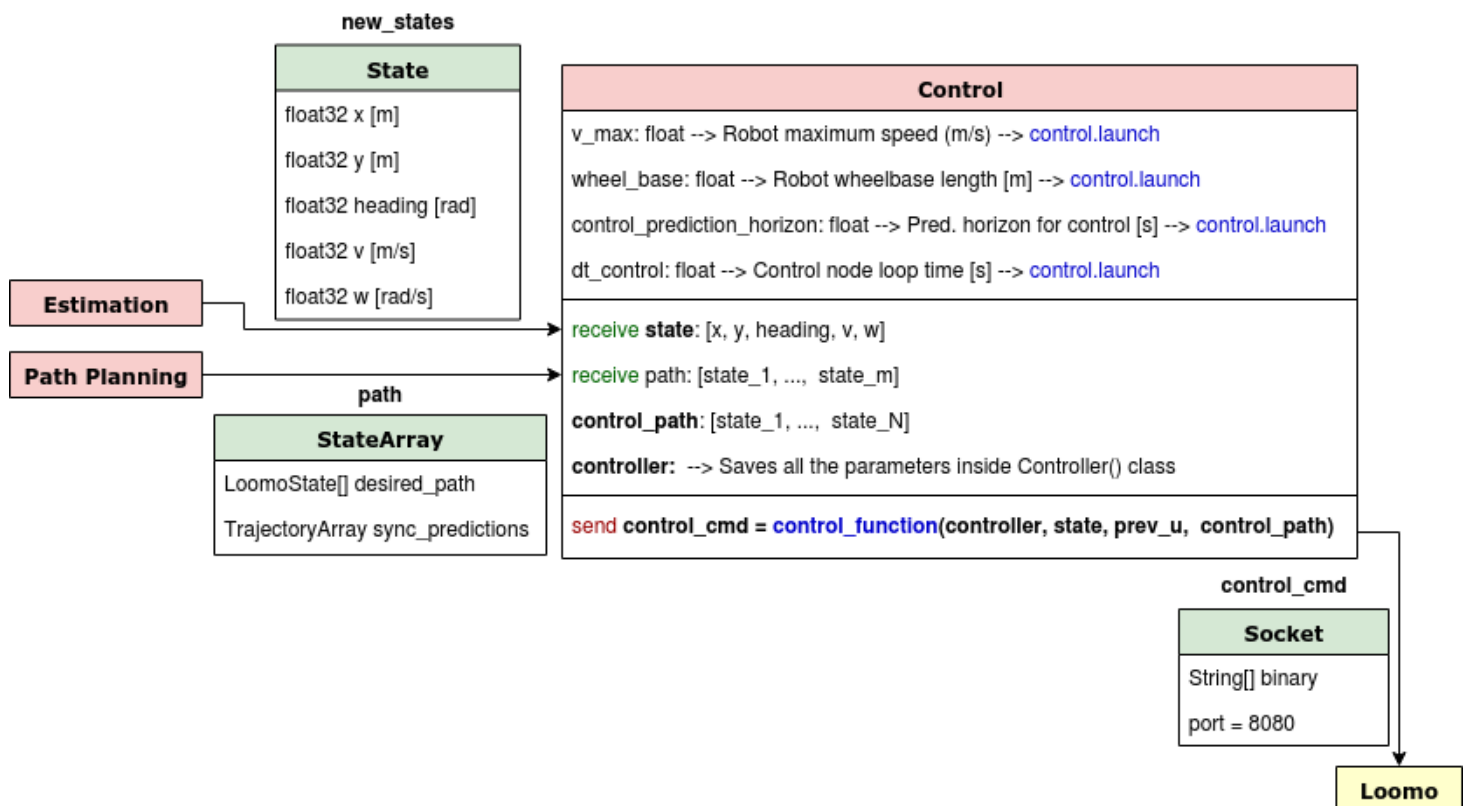 new_states
State
float32 x [m]
float32 y [m]
float32 heading [rad]
float32 v [m/s]
float32 w [rad/s]
Estimation
Path Planning
path
StateArray
LoomoState[] desired_path
TrajectoryArray sync_predictions
Control
v_max: float --> Robot maximum speed (m/s) --> control.launch
wheel_base: float --> Robot wheelbase length [m] --> control.launch
control_prediction_horizon: float --> Pred. horizon for control [s] --> control.launch
dt_control: float --> Control node loop time [s] --> control.launch
receive state: [x, y, heading, v, w]
receive path: [state_1, ..., state_m]
control_path: [state_1, ..., state_N]
controller: --> Saves all the parameters inside Controller() class
send control_cmd = control_function(controller, state, prev_u, control_path)
control_cmd
Socket
String[] binary
port = 8080
Loomo